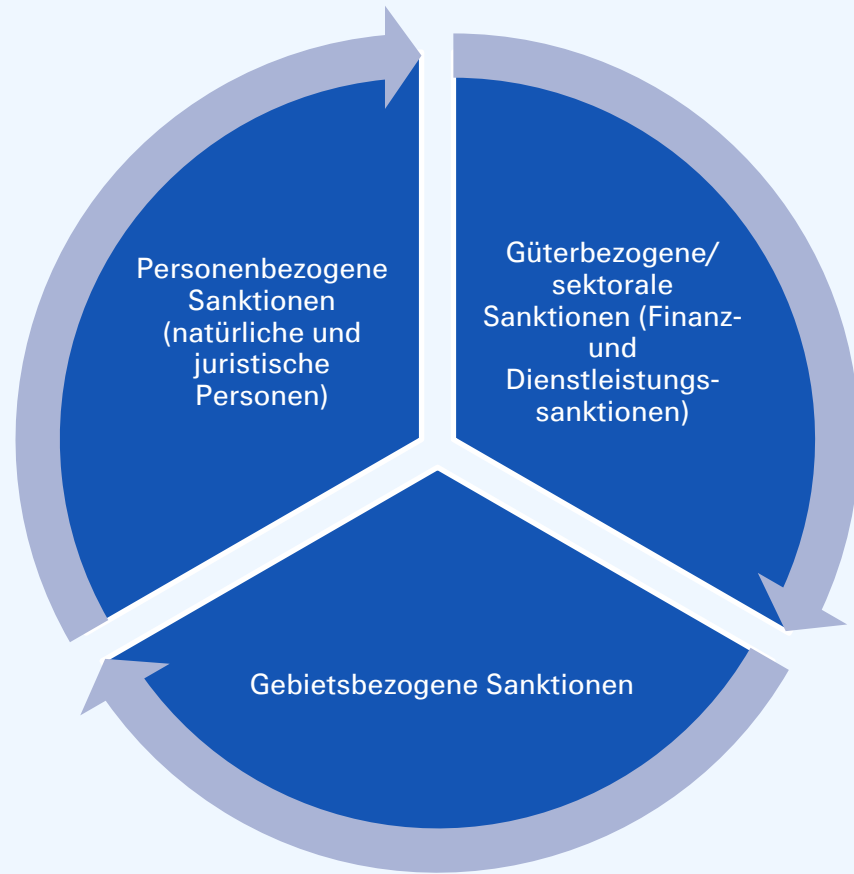 Personenbezogene
Sanktionen
(natürliche und
juristische
Personen)
Güterbezogene/
sektorale
Sanktionen (Finanz-
und
Dienstleistungs-
sanktionen)
Gebietsbezogene Sanktionen